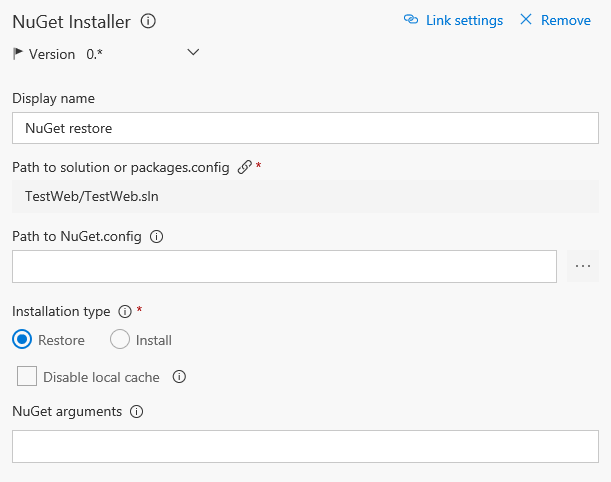 NuGet Installer Link settings Remove
Version 0.*
Display name
NuGet restore
Path to solution or packages.config *
TestWeb/TestWeb.sln
Path to NuGet.config
...
Installation type *
Restore Install
Disable local cache
NuGet arguments